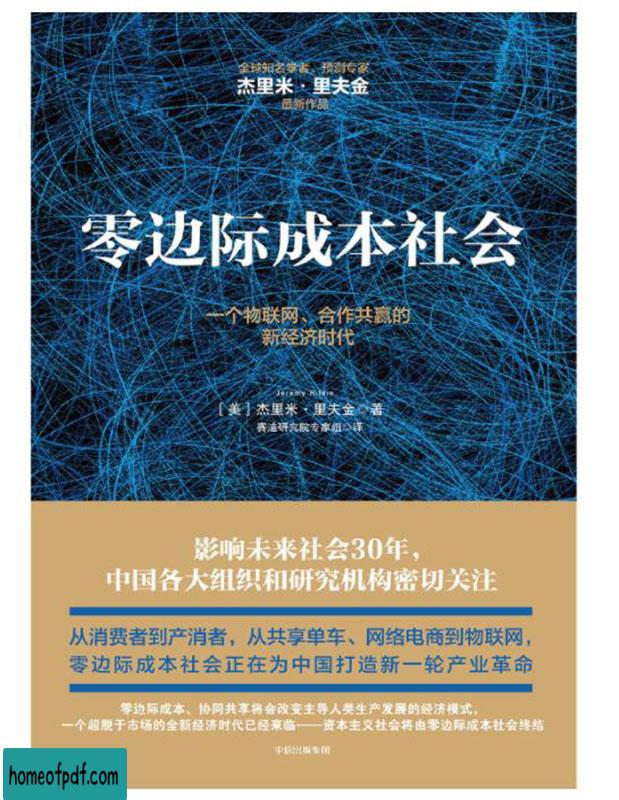 全球知名学者、预测专家
杰里米·里夫金
最新作品
零边际成本社会
一个物联网、合作共赢的
新经济时代
Jeremy Rifkin
［美］杰里米·里夫金◎著
赛迪研究院专家组◎译
影响未来社会30年，
中国各大组织和研究机构密切关注
从消费者到产消者，从共享单车、网络电商到物联网，
零边际成本社会正在为中国打造新一轮产业革命
零边际成本、协同共享将会改变主导人类生产发展的经济模式，
一个超脱于市场的全新经济时代已经来临——资本主义社会将由零边际成本社会终结
中信出版集团
homeofpdf.com